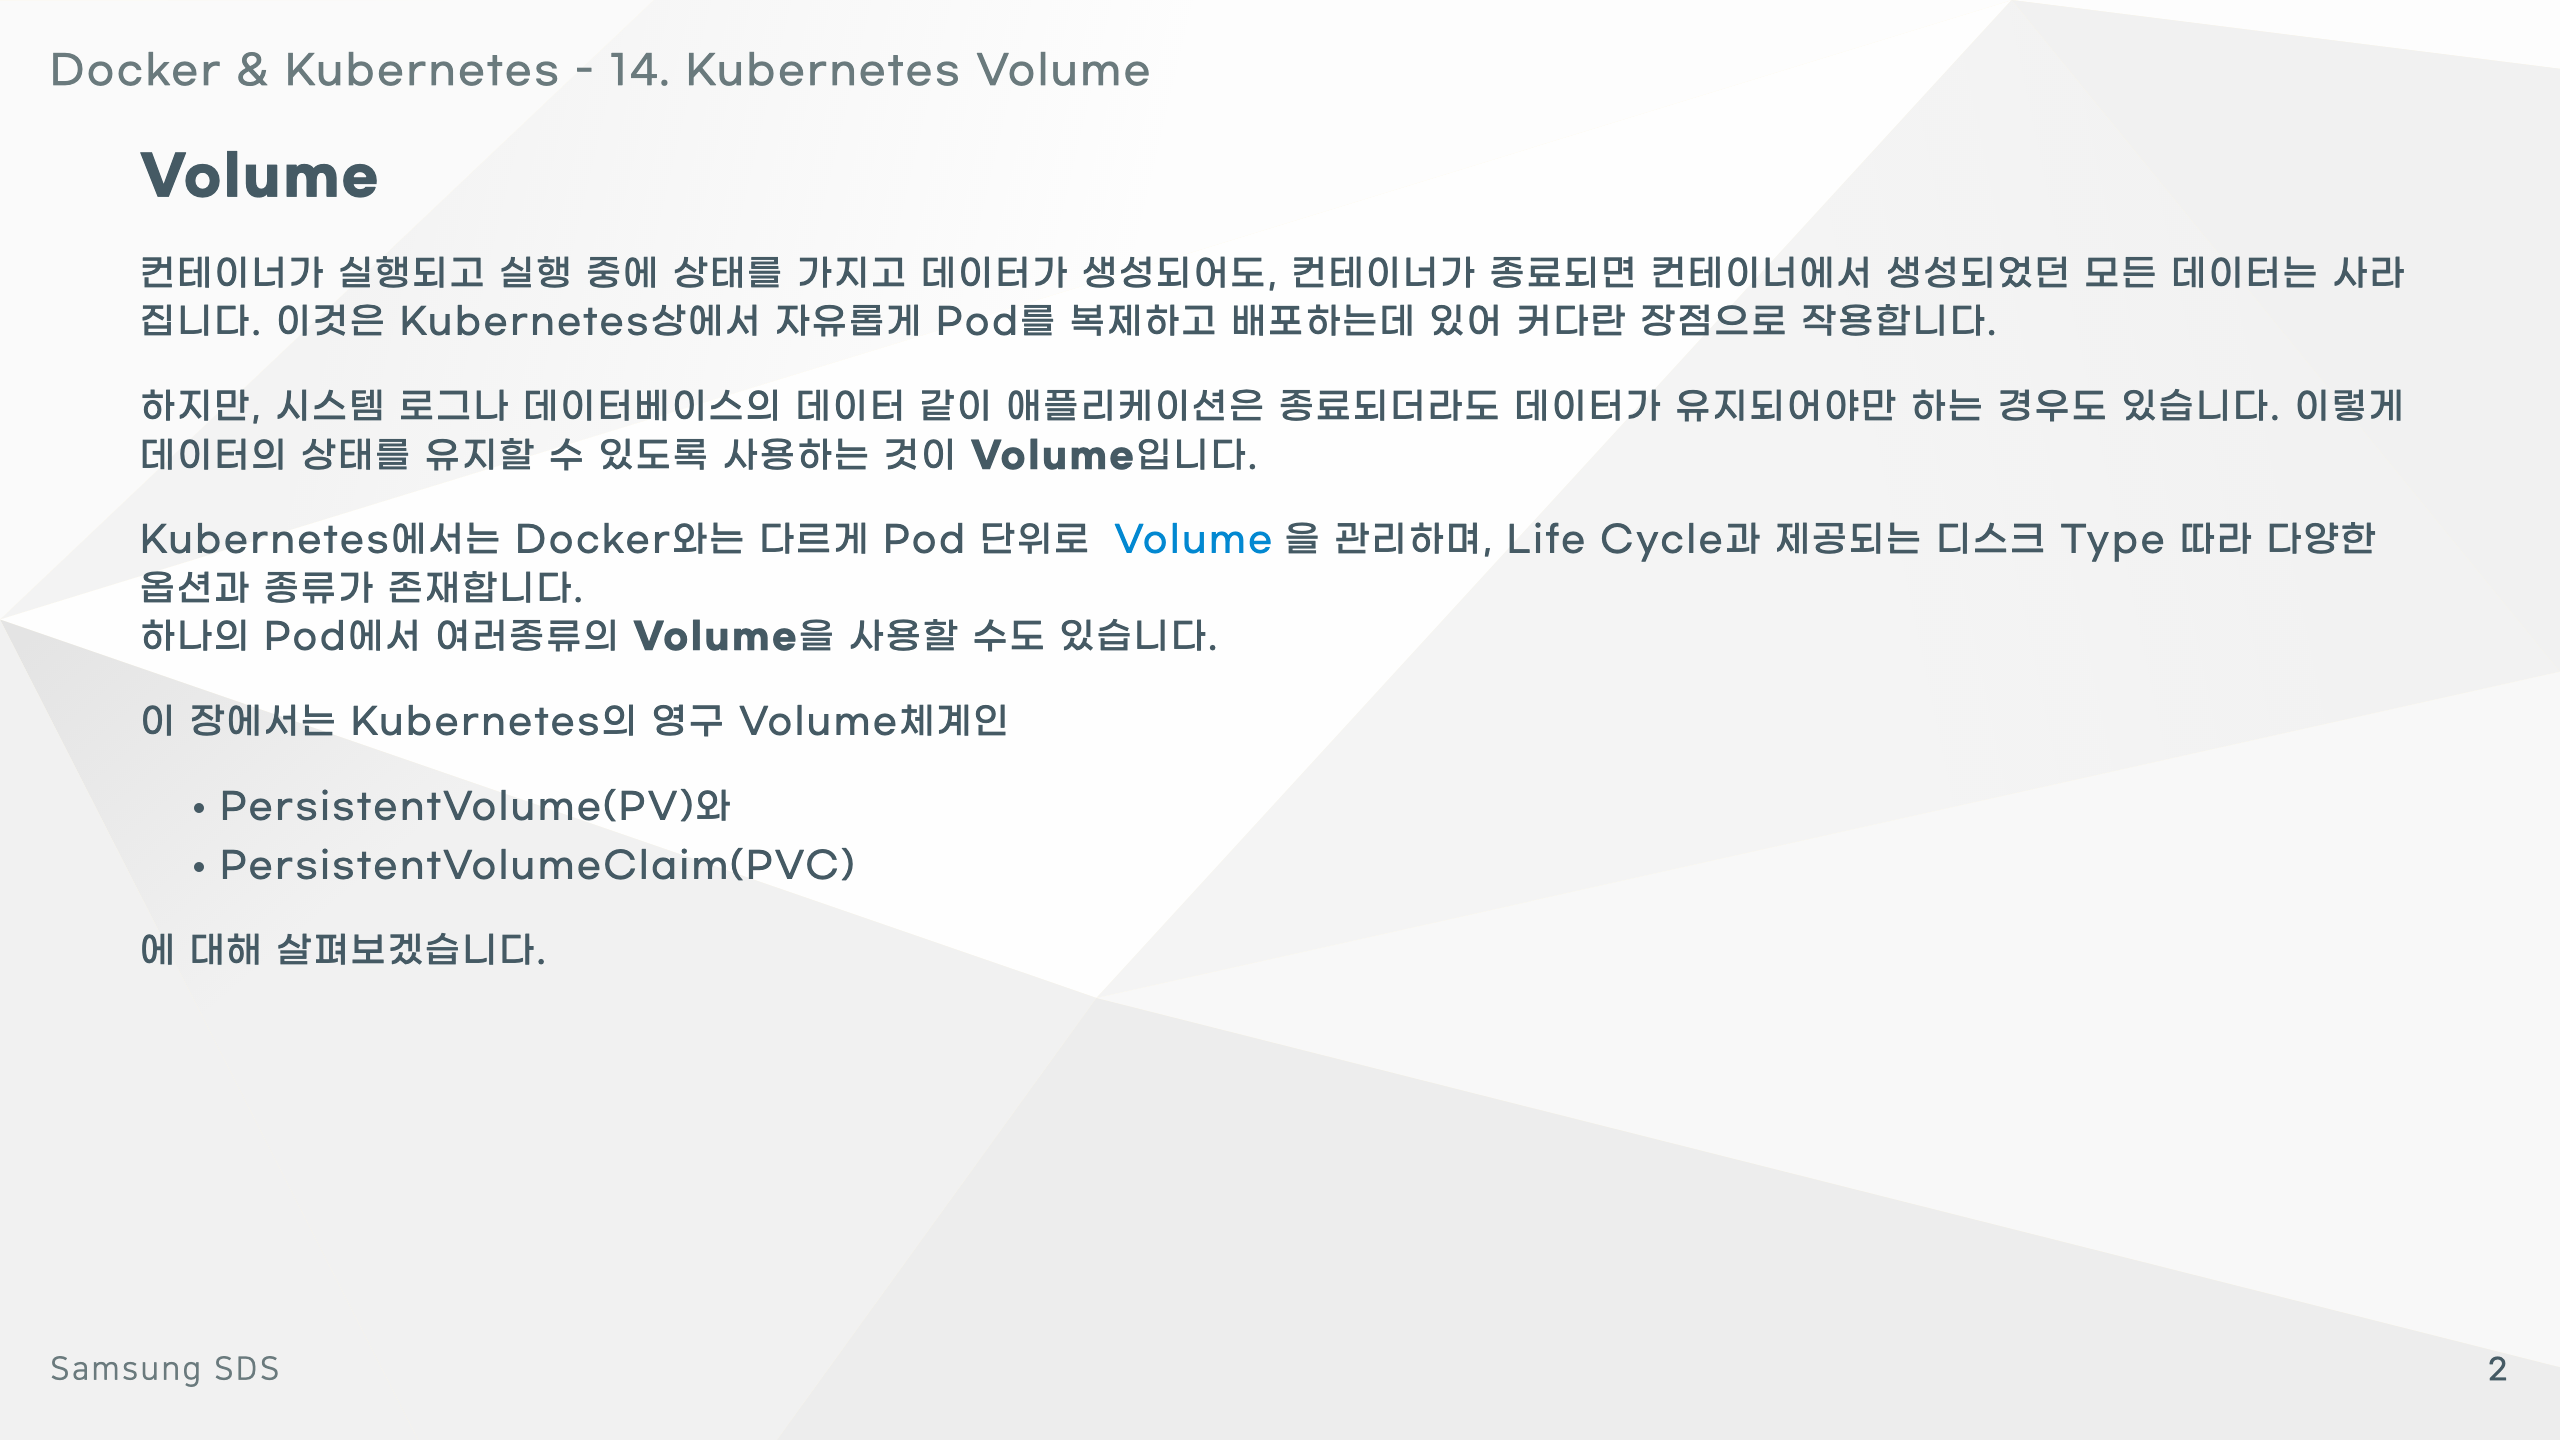 Docker & Kubernetes - 14. Kubernetes Volume
Volume
컨테이너가 실행되고 실행 중에 상태를 가지고 데이터가 생성되어도, 컨테이너가 종료되면 컨테이너에서 생성되었던 모든 데이터는 사라
집니다. 이것은 Kubernetes상에서 자유롭게 Pod를 복제하고 배포하는데 있어 커다란 장점으로 작용합니다.
하지만, 시스템 로그나 데이터베이스의 데이터 같이 애플리케이션은 종료되더라도 데이터가 유지되어야만 하는 경우도 있습니다. 이렇게
데이터의 상태를 유지할 수 있도록 사용하는 것이 Volume입니다.
Kubernetes에서는 Docker와는 다르게 Pod 단위로 Volume 을 관리하며, Life Cycle과 제공되는 디스크 Type 따라 다양한
옵션과 종류가 존재합니다.
하나의 Pod에서 여러종류의 Volume을 사용할 수도 있습니다.
이 장에서는 Kubernetes의 영구 Volume체계인
• PersistentVolume(PV)와
• PersistentVolumeClaim(PVC)
에 대해 살펴보겠습니다.
Samsung SDS
2